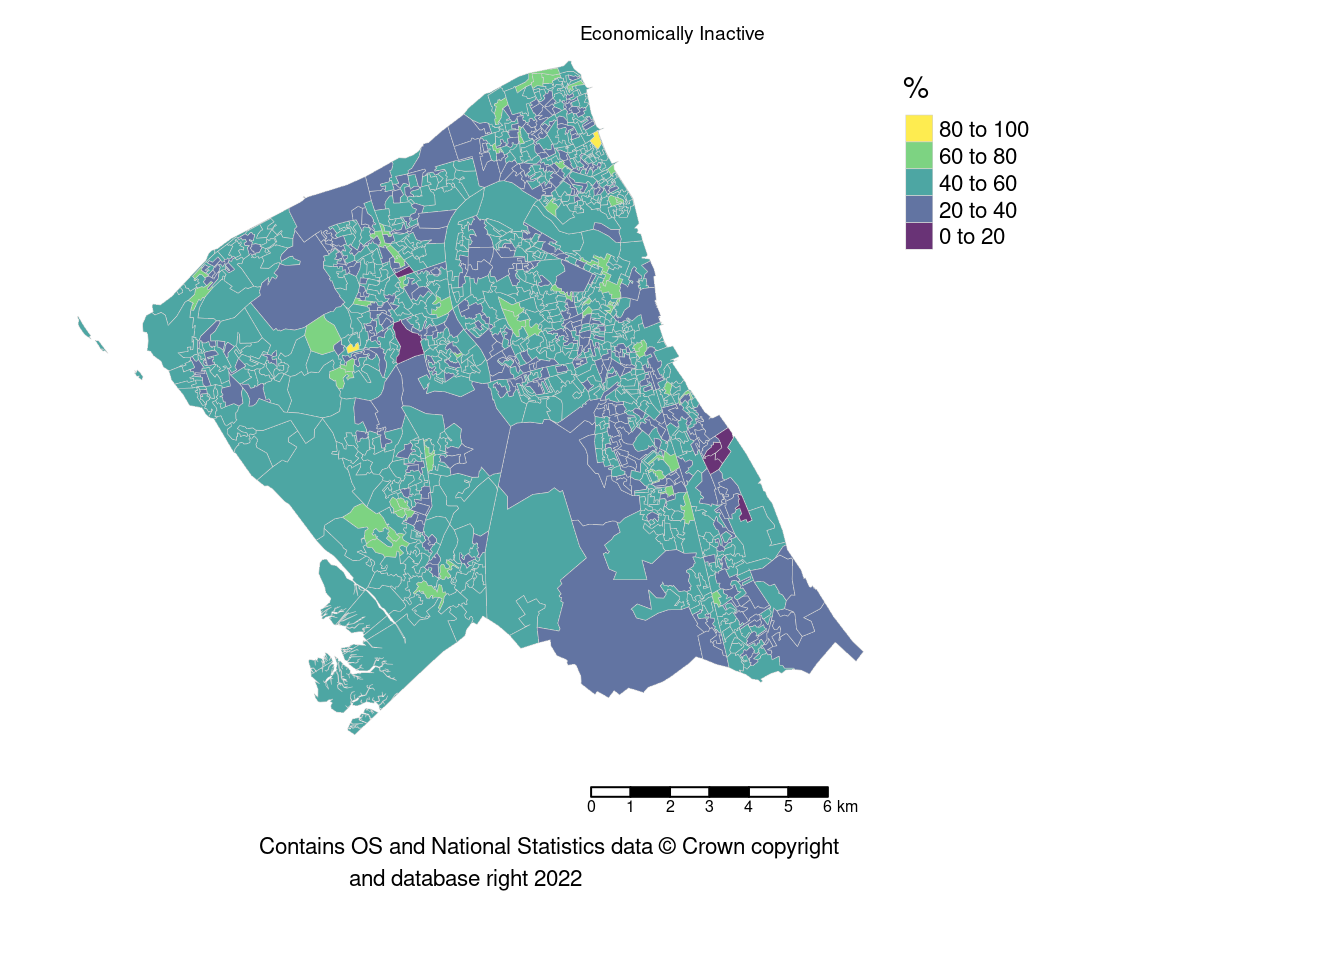 Economically Inactive
%
80 to 100
60 to 80
40 to 60
20 to 40
0 to 20
0 1 2 3 4 5 6 km
Contains OS and National Statistics data © Crown copyright
and database right 2022